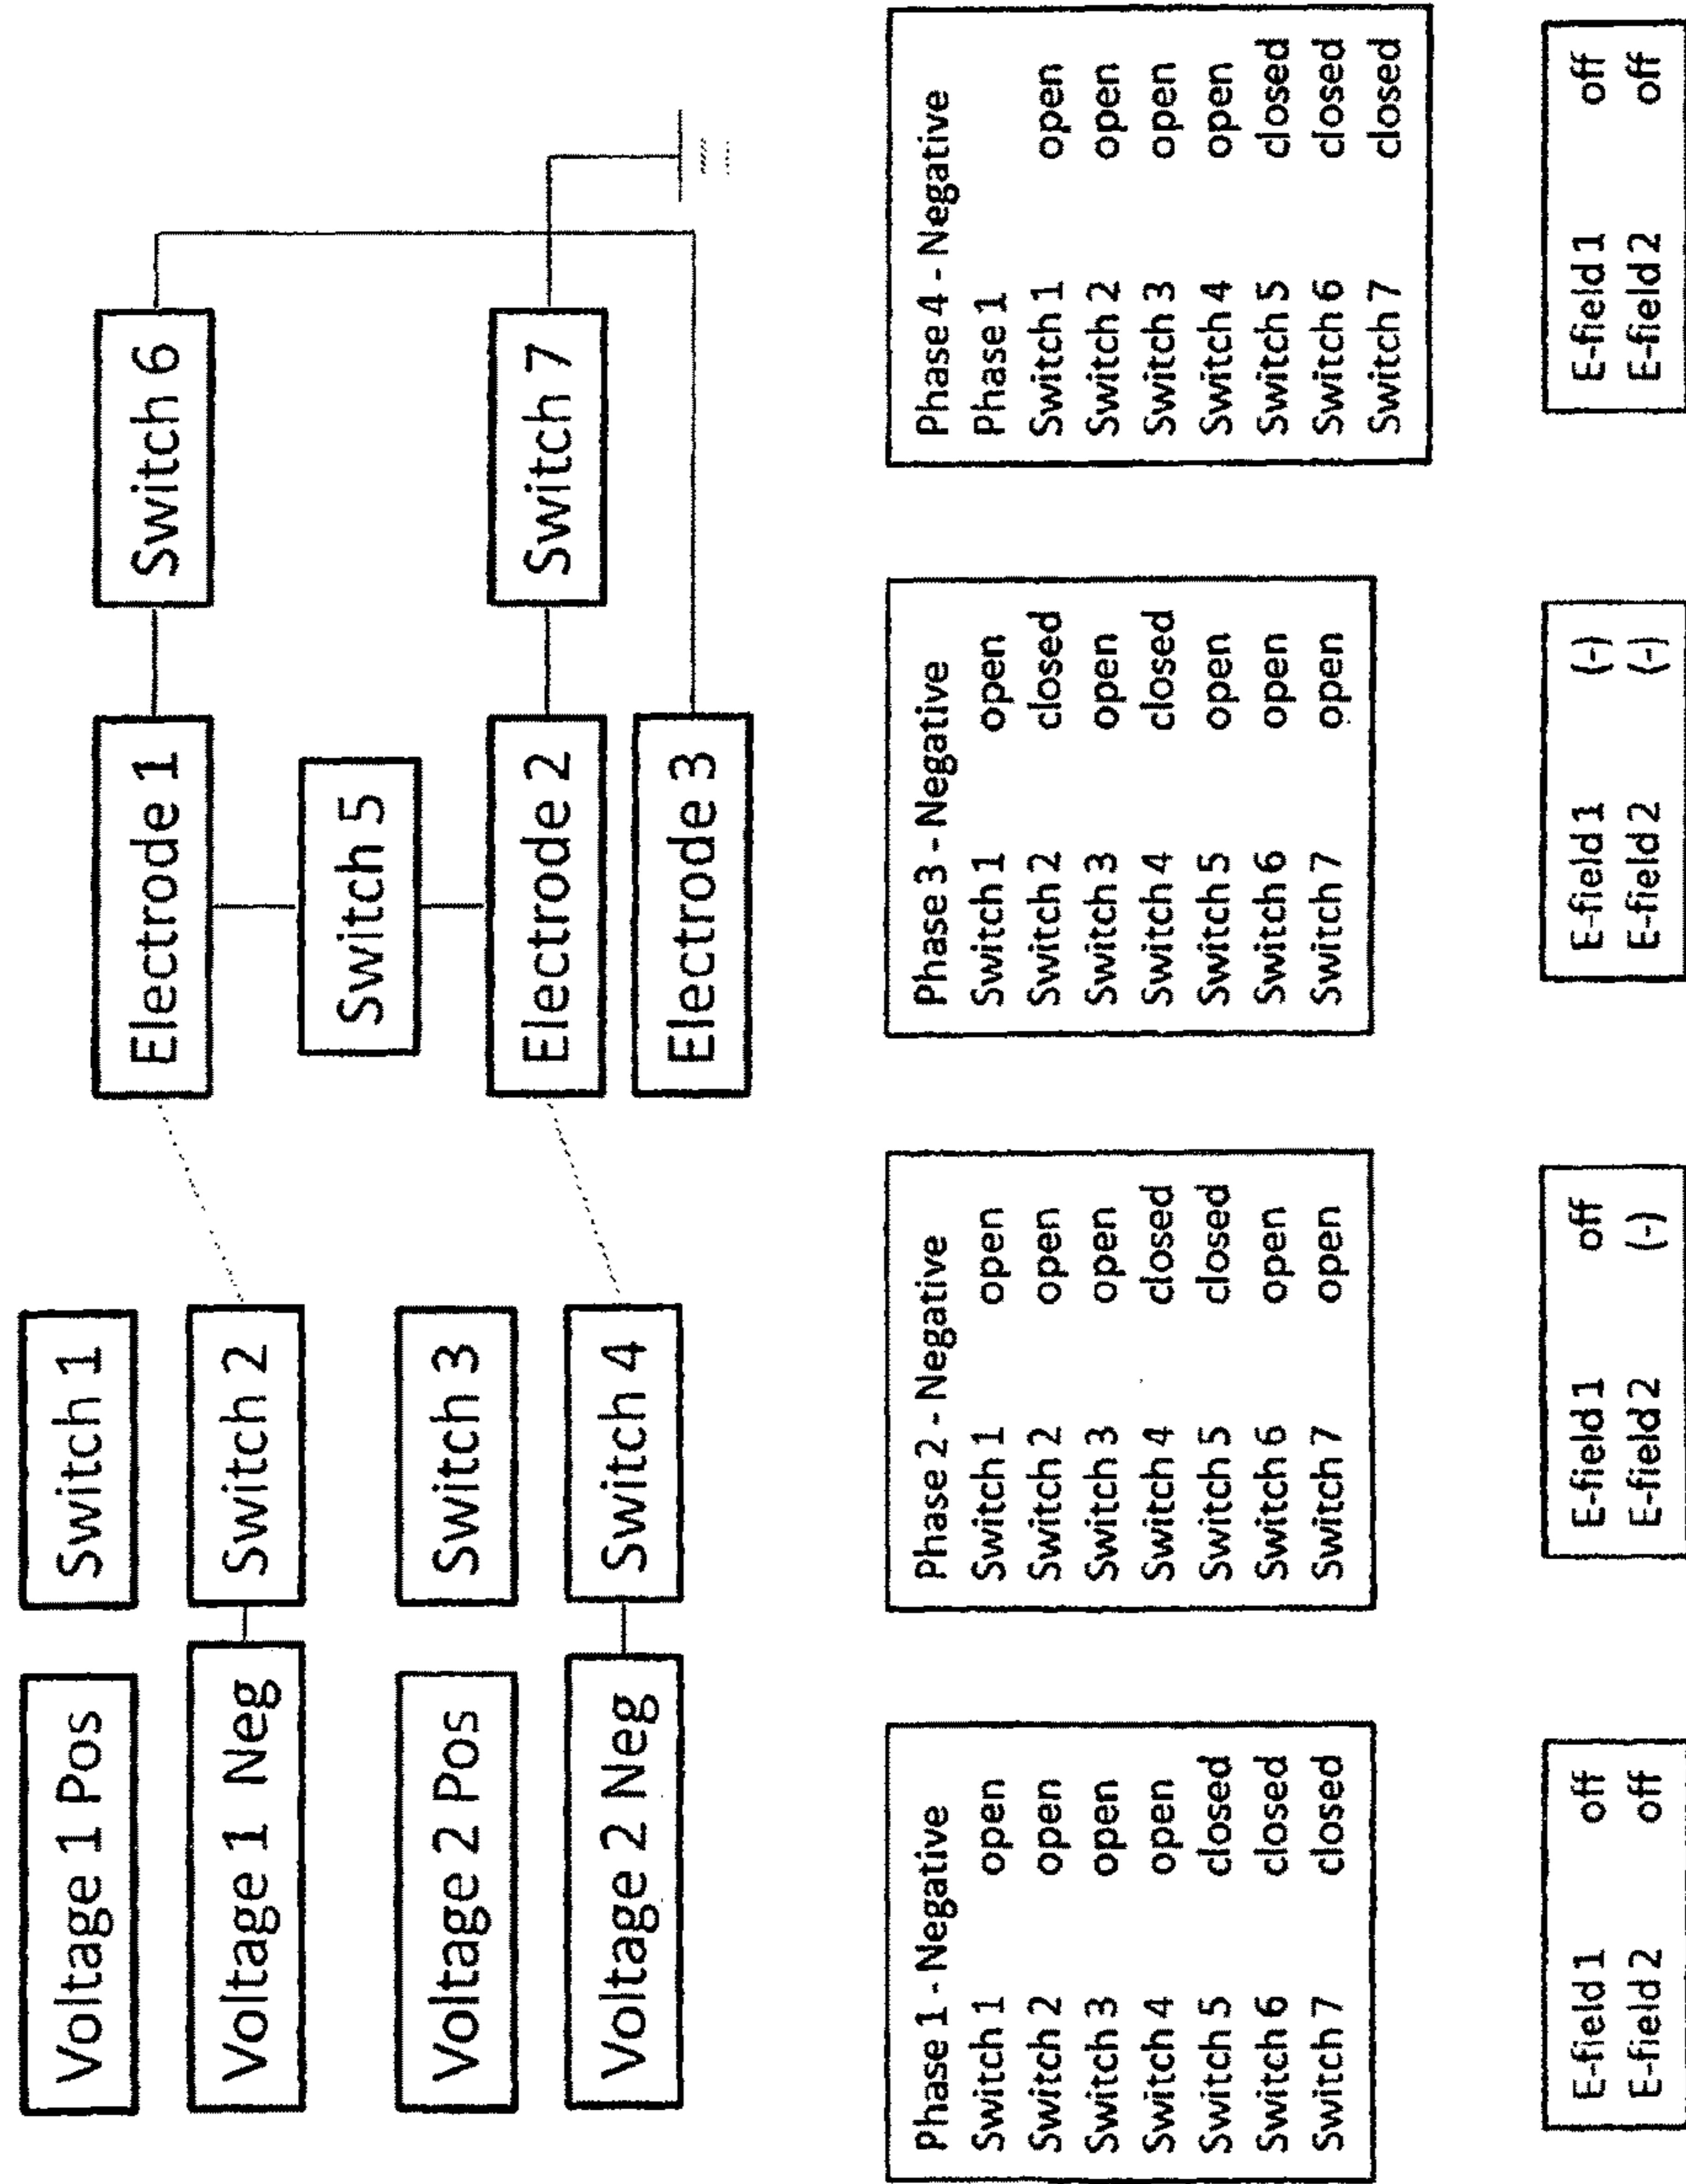 Voltage 1 Pos
Switch 1
Voltage 1 Neg
Switch 2
Electrode 1
Switch 6
Switch 5
Voltage 2 Pos
Switch 3
Voltage 2 Neg
Switch 4
Electrode 2
Switch 7
Electrode 3
Phase 1 - Negative
Switch 1 open
Switch 2 open
Switch 3 open
Switch 4 open
Switch 5 closed
Switch 6 closed
Switch 7 closed
Phase 2 - Negative
Switch 1 open
Switch 2 open
Switch 3 open
Switch 4 closed
Switch 5 closed
Switch 6 open
Switch 7 open
Phase 3 - Negative
Switch 1 open
Switch 2 closed
Switch 3 open
Switch 4 closed
Switch 5 open
Switch 6 open
Switch 7 open
Phase 4 - Negative
Phase 1
Switch 1 open
Switch 2 open
Switch 3 open
Switch 4 open
Switch 5 closed
Switch 6 closed
Switch 7 closed
E-field 1 off
E-field 2 off
E-field 1 off
E-field 2 (-)
E-field 1 (-)
E-field 2 (-)
E-field 1 off
E-field 2 off